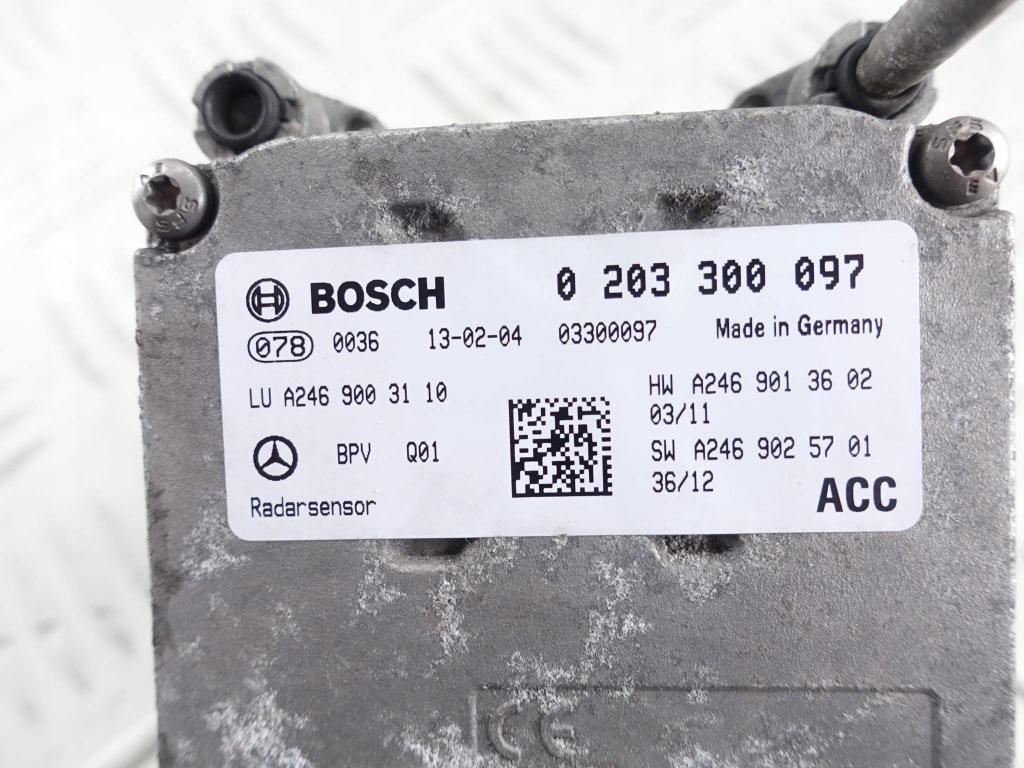 BOSCH 0 203 300 097
078 0036 13-02-04 03300097 Made in Germany
LU A246 900 31 10 HW A246 901 36 02
03/11
BPV Q01 SW A246 902 57 01
36/12
Radarsensor ACC
CE